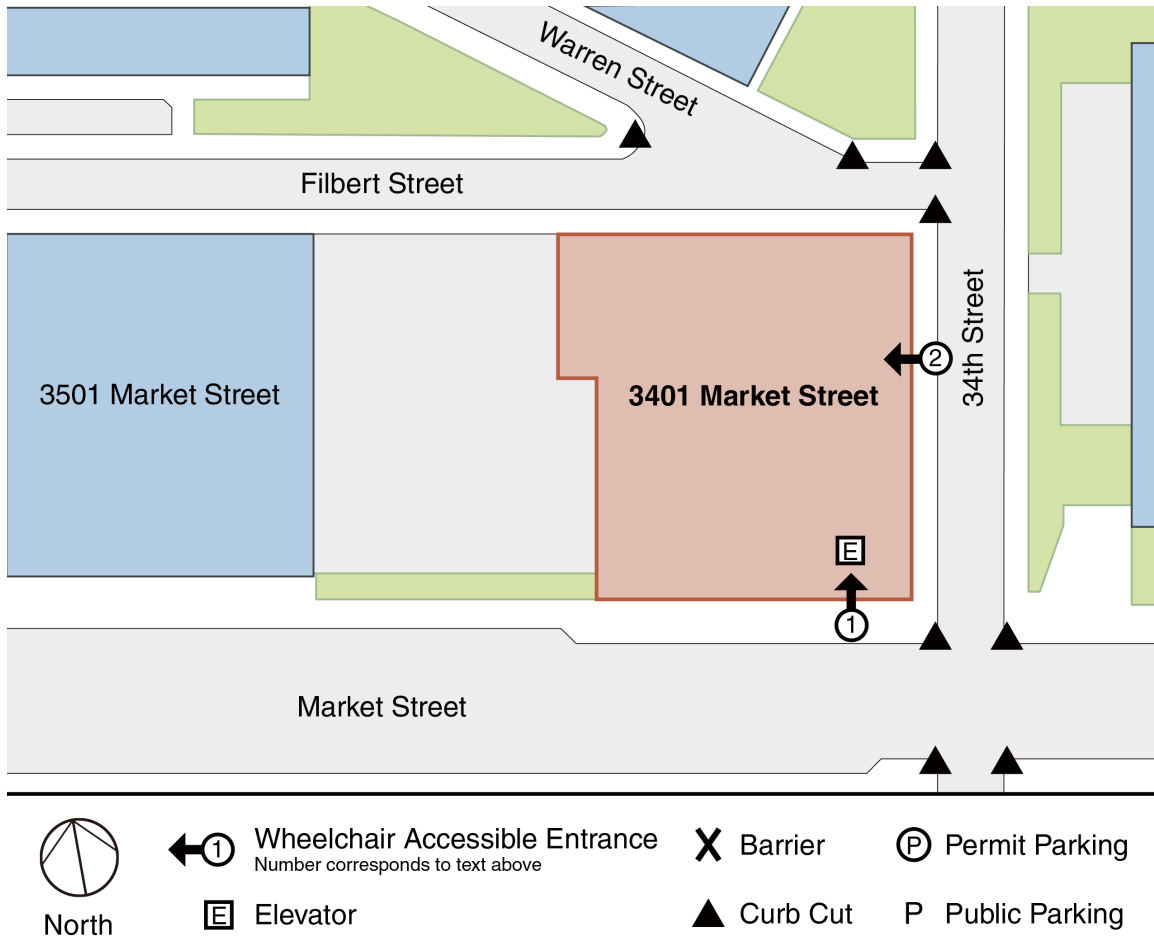 Warren Street
Filbert Street
34th Street
2
3501 Market Street
3401 Market Street
E
1
Market Street
North
1 Wheelchair Accessible Entrance
Number corresponds to text above
E Elevator
Barrier
Curb Cut
P Permit Parking
P Public Parking